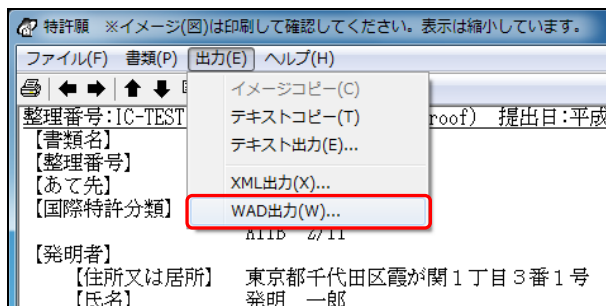 特許願 ※イメージ(図)は印刷して確認してください。表示は縮小しています。
ファイル(F) 書類(P) 出力(E) ヘルプ(H)
イメージコピー(C)
テキストコピー(T)
テキスト出力(E)...
XML出力(X)...
WAD出力(W)...
整理番号:IC-TEST roof) 提出日:平成
【書類名】
【整理番号】
【あて先】
【国際特許分類】
【発明者】
【住所又は居所】 東京都千代田区霞が関1丁目3番1号
【氏名】 発明 一郎